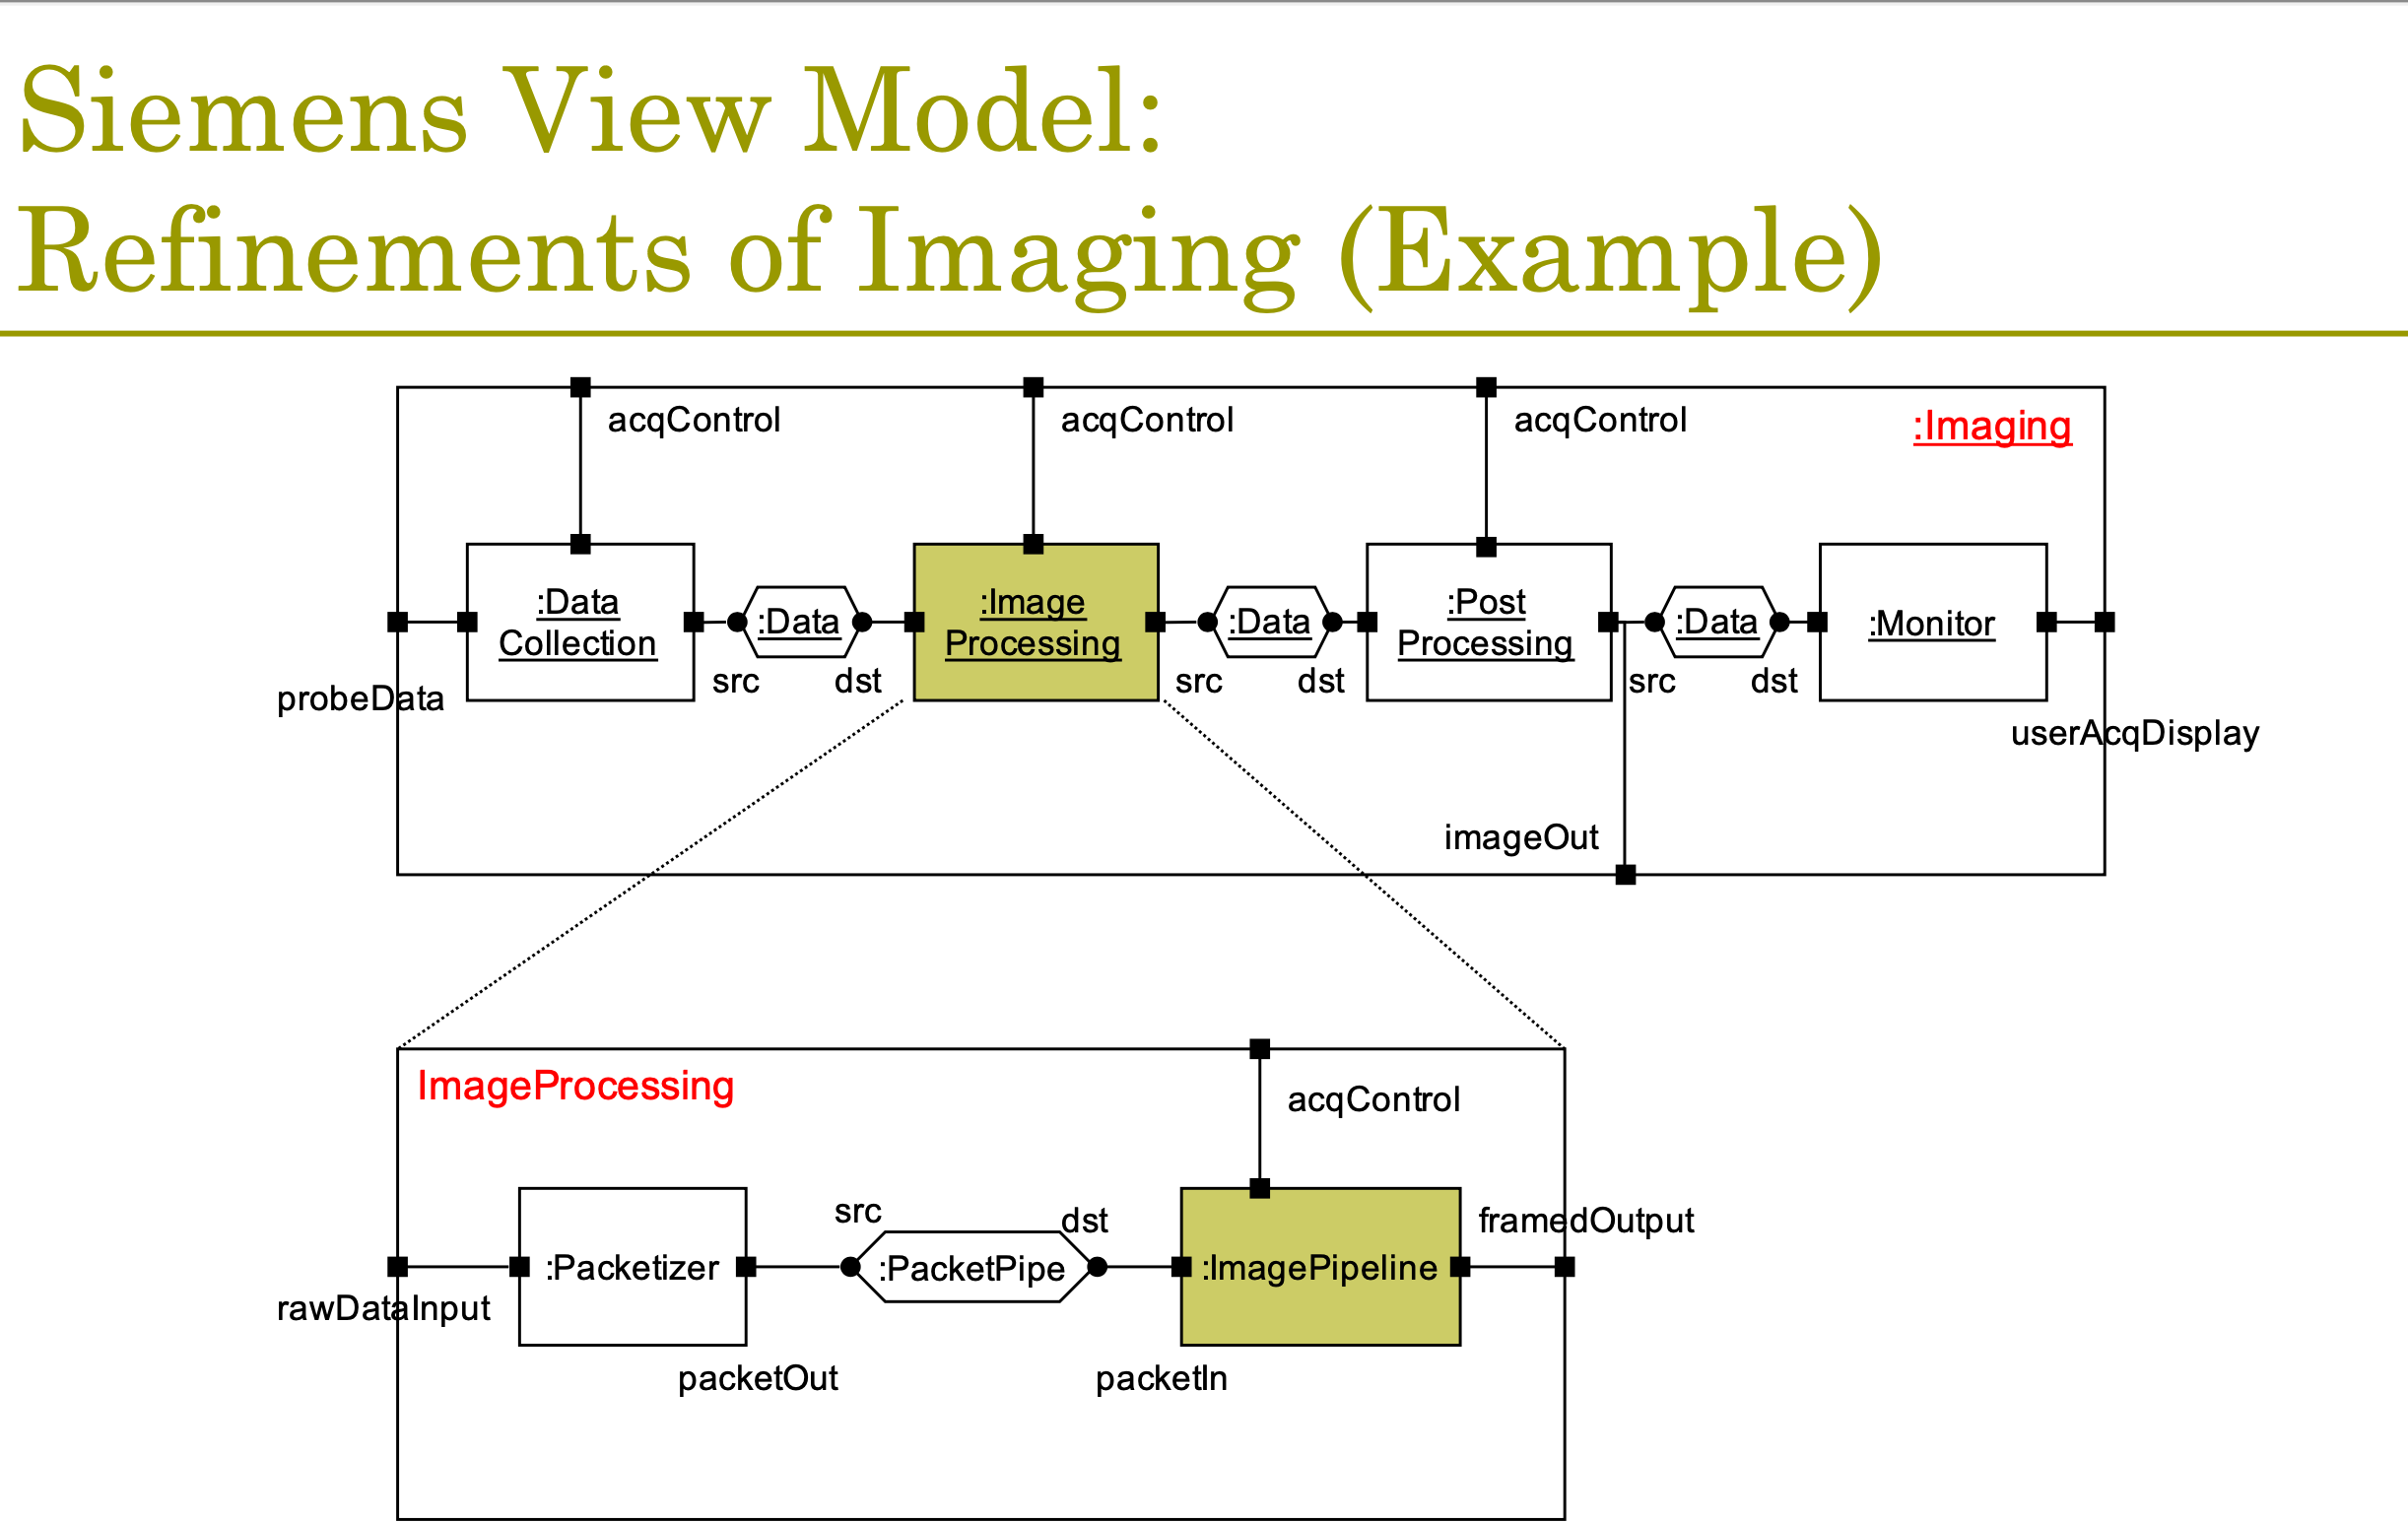 Siemens View Model:
Refinements of Imaging (Example)
acqControl
acqControl
acqControl
:Imaging
:Data
Collection
:Data
:Image
Processing
:Data
:Post
Processing
:Data
:Monitor
src
dst
src
dst
src
dst
probeData
userAcqDisplay
imageOut
ImageProcessing
acqControl
src
dst
framedOutput
:Packetizer
:PacketPipe
:ImagePipeline
rawDataInput
packetOut
packetIn